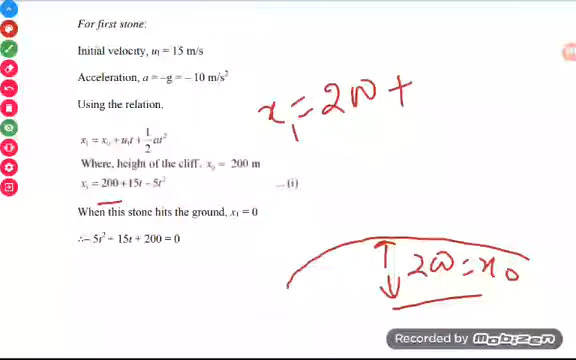 For first stone:
Initial velocity, u₁ = 15 m/s
Acceleration, a = –g = – 10 m/s²
Using the relation,
x₁ = x₀ + u₁t + 1/2 at²
Where, height of the cliff, x₀ = 200 m
x₁ = 200 + 15t – 5t² ...(i)
When this stone hits the ground, x₁ = 0
∴– 5t² + 15t + 200 = 0
x₁ = 200 +
200 = x₀
Recorded by
mobizen